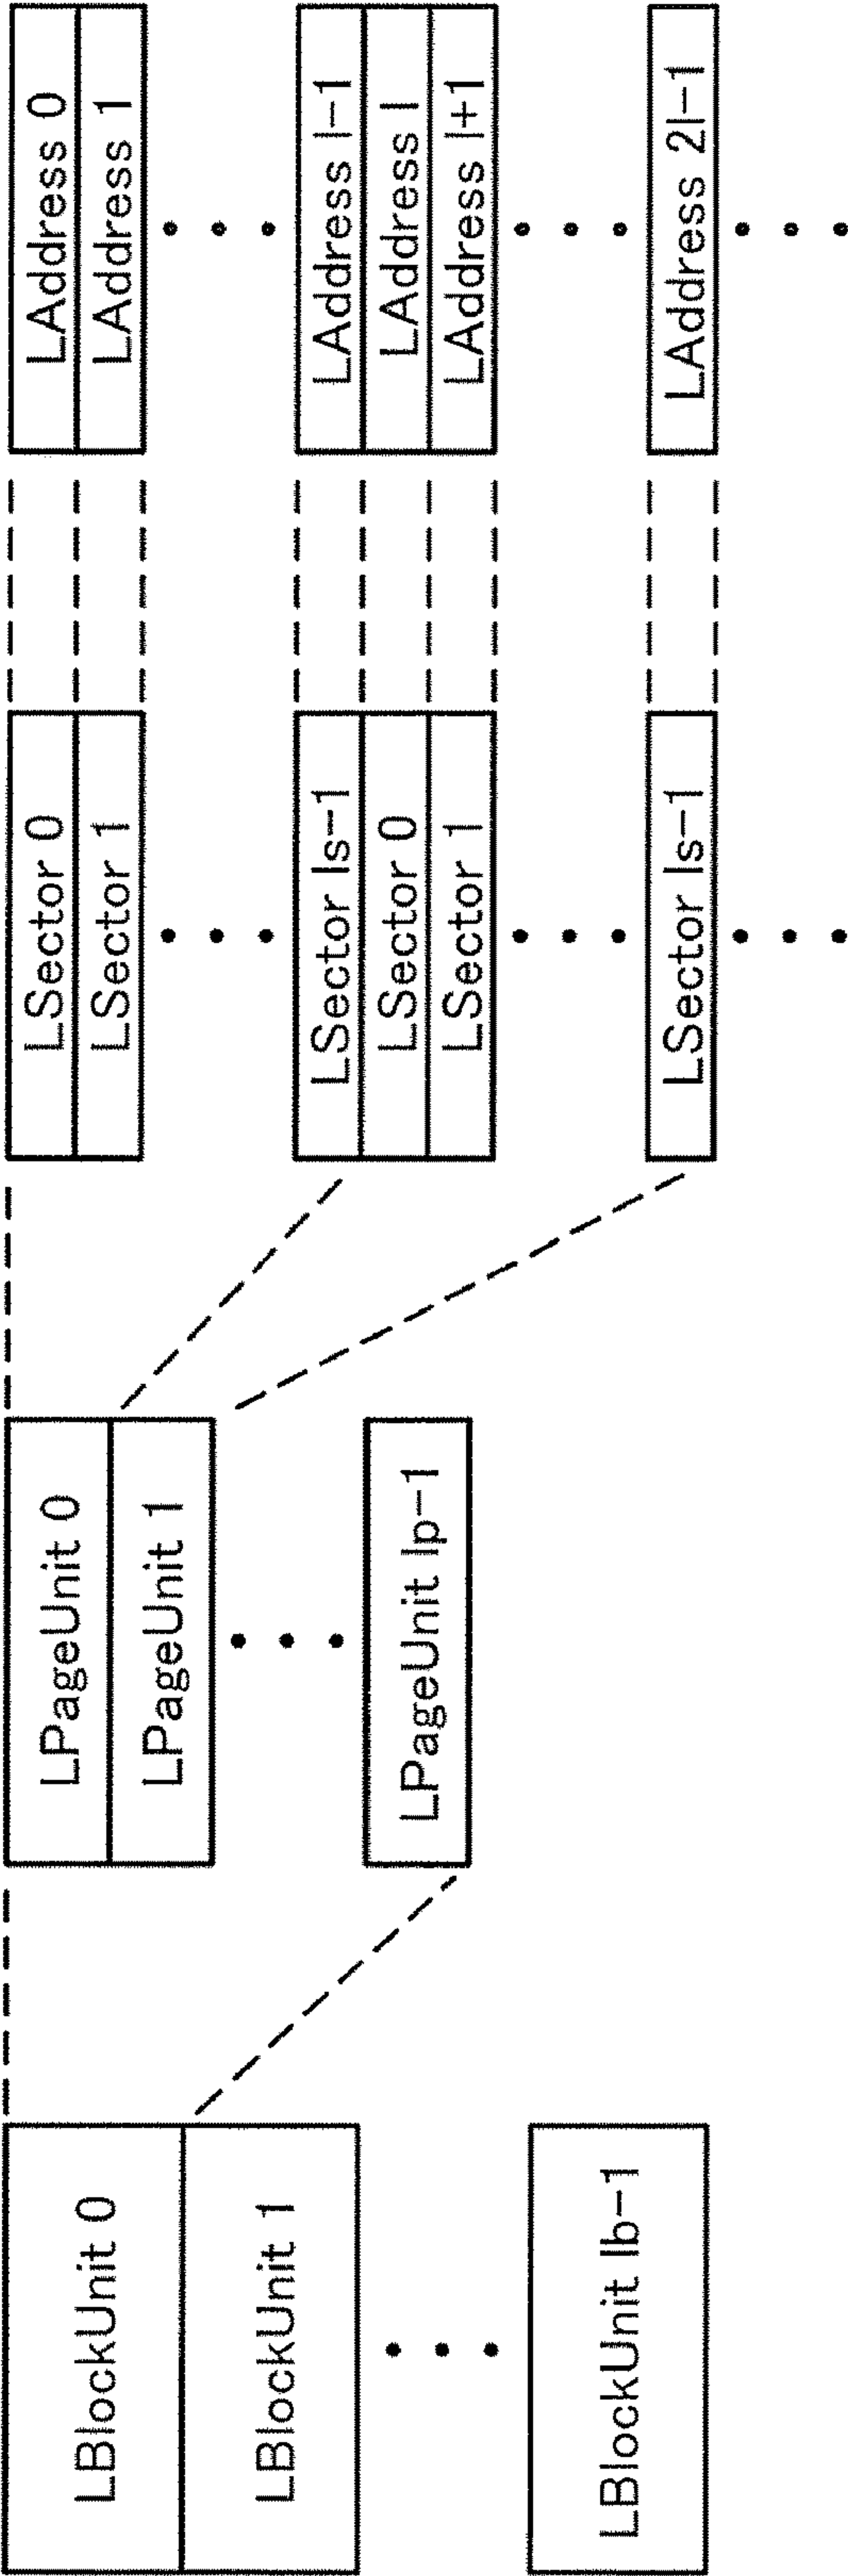 LBlockUnit 0
LBlockUnit 1
LBlockUnit lb-1
LPageUnit 0
LPageUnit 1
LPageUnit lp-1
LSector 0
LSector 1
LSector ls-1
LSector 0
LSector 1
LSector ls-1
LAddress 0
LAddress 1
LAddress l-1
LAddress l
LAddress l+1
LAddress 2l-1